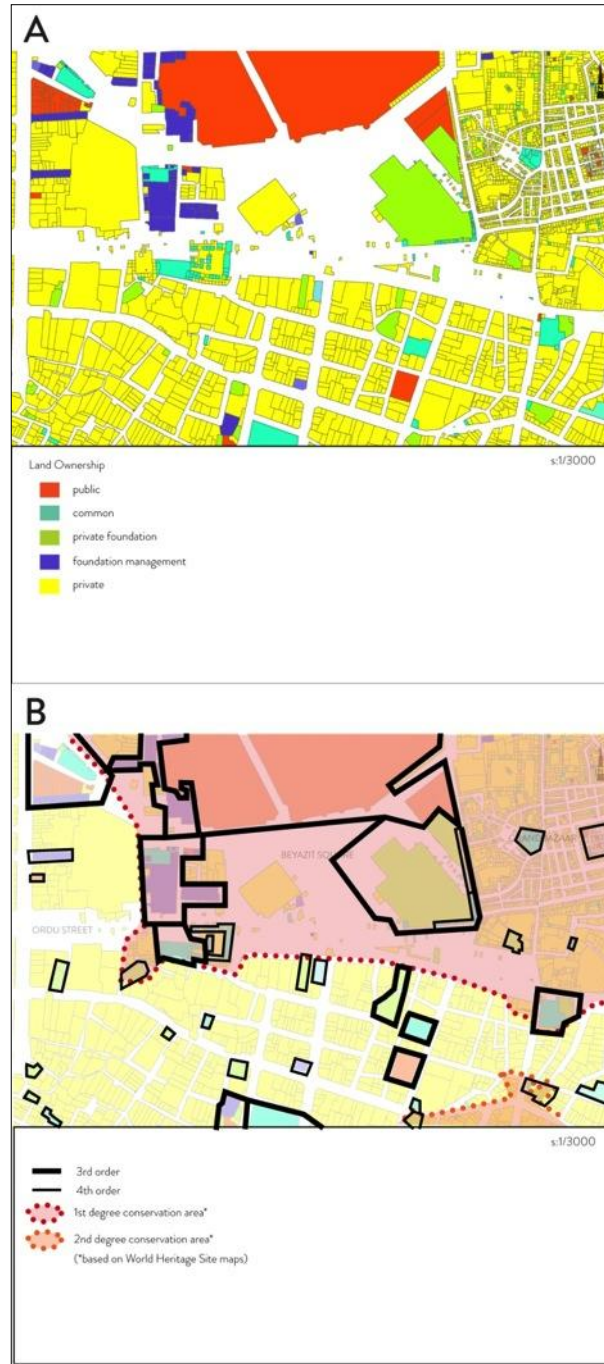 A
Land Ownership
s:1/3000
public
common
private foundation
foundation management
private
B
BEYAZIT SQUARE
ORDU STREET
s:1/3000
3rd order
4th order
1st degree conservation area*
2nd degree conservation area*
(*based on World Heritage Site maps)